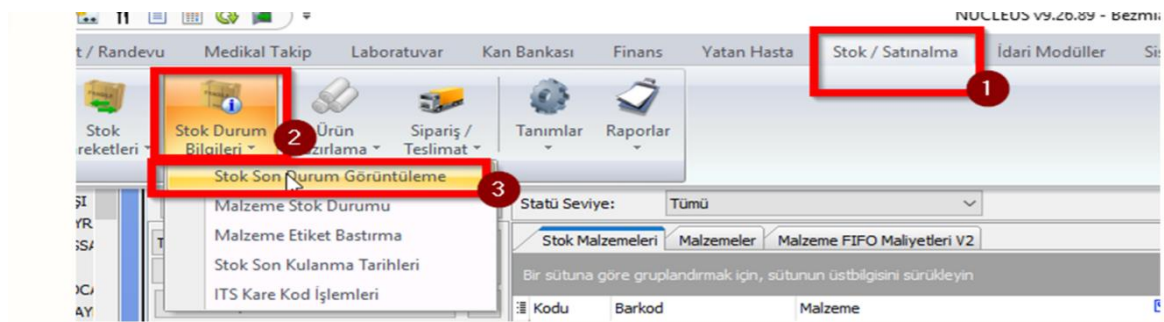 NUCLEUS v9.26.89 - Bezmi
t / Randevu Medikal Takip Laboratuvar Kan Bankası Finans Yatan Hasta Stok / Satınalma İdari Modüller Sis
1
Stok Stok Durum Ürün Sipariş / Tanımlar Raporlar
reketleri Bilgileri 2 zırlama Teslimat
Stok Son Durum Görüntüleme 3
Malzeme Stok Durumu
Malzeme Etiket Bastırma
Stok Son Kulanma Tarihleri
ITS Kare Kod İşlemleri
Statü Seviye: Tümü
Stok Malzemeleri Malzemeler Malzeme FIFO Maliyetleri V2
Bir sütuna göre gruplandırmak için, sütunun üstbilgisini sürükleyin
Kodu Barkod Malzeme